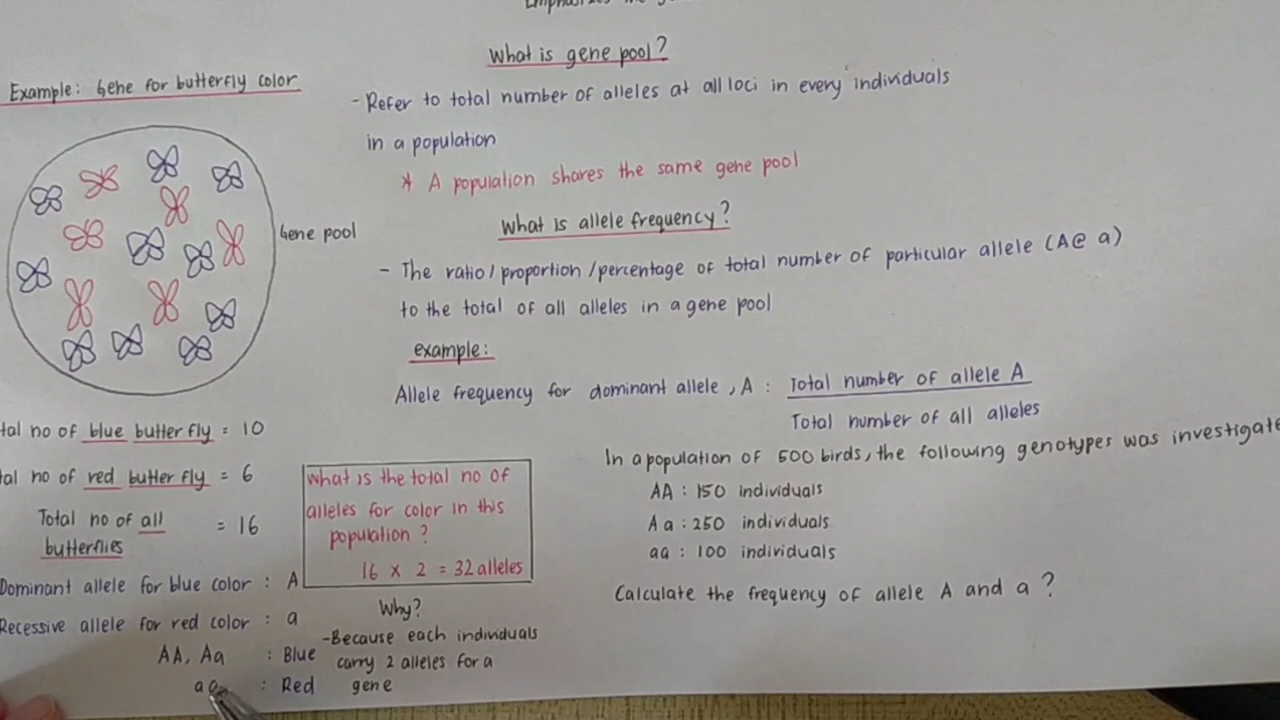 Emphasizes the
What is gene pool?
Example: Gene for butterfly color
- Refer to total number of alleles at all loci in every individuals
in a population
* A population shares the same gene pool
Gene pool
What is allele frequency?
- The ratio/proportion/percentage of total number of particular allele (A@ a)
to the total of all alleles in a gene pool
example:
Allele frequency for dominant allele, A : Total number of allele A
Total number of all alleles
tal no of blue butterfly = 10
tal no of red butterfly = 6
Total no of all = 16
butterflies
what is the total no of
alleles for color in this
population?
16 x 2 = 32 alleles
Dominant allele for blue color : A
Recessive allele for red color : a
AA, Aa : Blue
aa : Red
Why?
- Because each individuals
carry 2 alleles for a
gene
In a population of 500 birds, the following genotypes was investigate
AA : 150 individuals
Aa : 250 individuals
aa : 100 individuals
Calculate the frequency of allele A and a ?